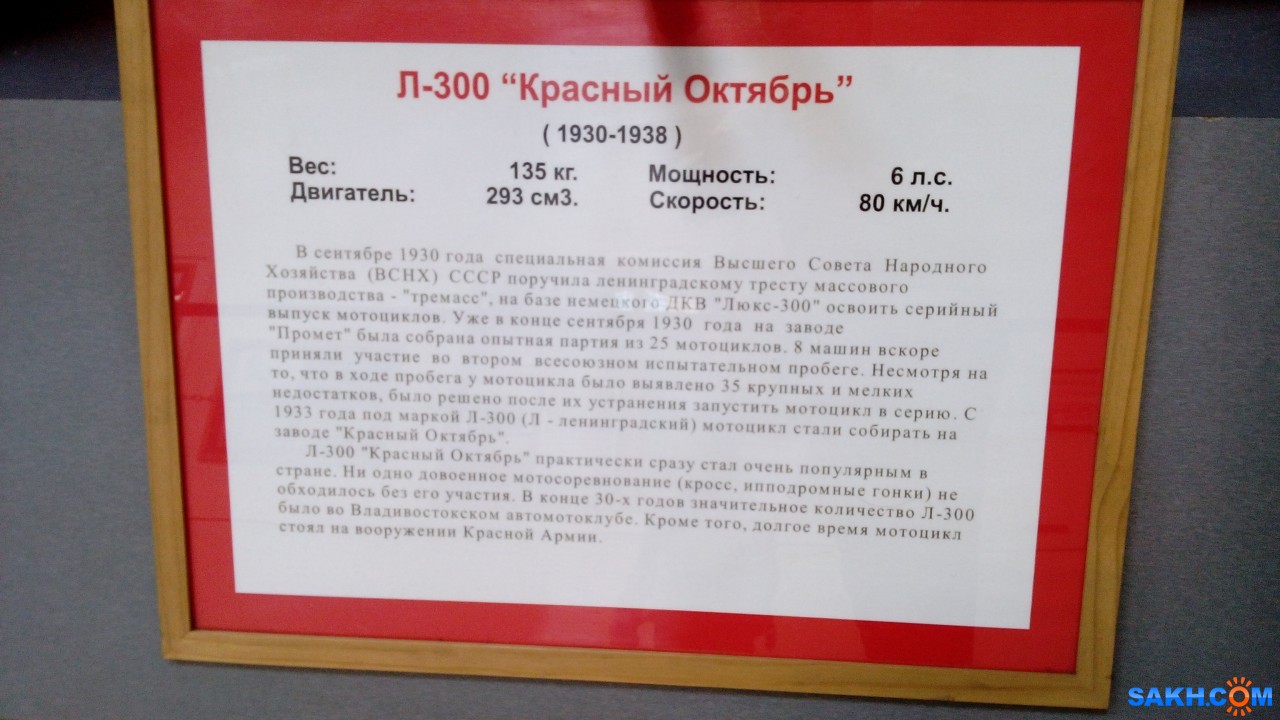 Л-300 “Красный Октябрь”
( 1930-1938 )
Вес: 135 кг. Мощность: 6 л.с.
Двигатель: 293 см3. Скорость: 80 км/ч.
В сентябре 1930 года специальная комиссия Высшего Совета Народного
Хозяйства (ВСНХ) СССР поручила ленинградскому тресту массового
производства - "тремасс", на базе немецкого ДКВ "Люкс-300" освоить серийный
выпуск мотоциклов. Уже в конце сентября 1930 года на заводе
"Промет" была собрана опытная партия из 25 мотоциклов. 8 машин вскоре
приняли участие во втором всесоюзном испытательном пробеге. Несмотря на
то, что в ходе пробега у мотоцикла было выявлено 35 крупных и мелких
недостатков, было решено после их устранения запустить мотоцикл в серию. С
1933 года под маркой Л-300 (Л - ленинградский) мотоцикл стали собирать на
заводе "Красный Октябрь".
Л-300 "Красный Октябрь" практически сразу стал очень популярным в
стране. Ни одно довоенное мотосоревнование (кросс, ипподромные гонки) не
обходилось без его участия. В конце 30-х годов значительное количество Л-300
было во Владивостокском автомотоклубе. Кроме того, долгое время мотоцикл
стоял на вооружении Красной Армии.
SAKH.COM